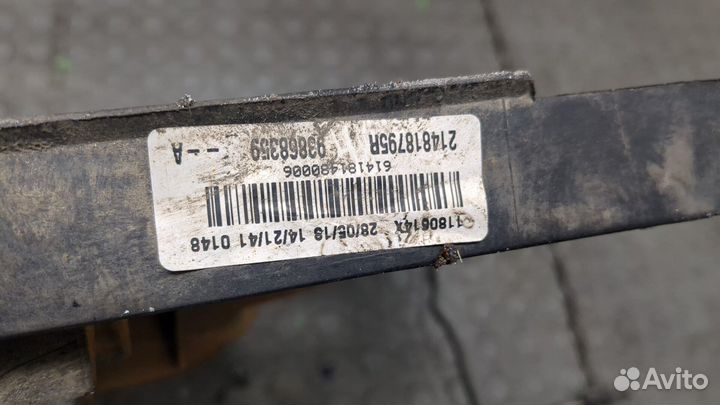 1180614X 28/05/13 14/21/41 0148
614181480006
214818795R 93868359 - - A
Avito